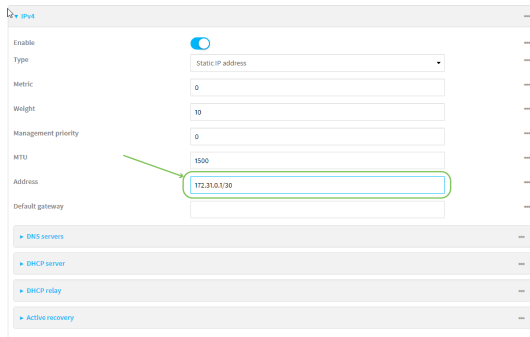 IPv4
Enable
Type Static IP address
Metric 0
Weight 10
Management priority 0
MTU 1500
Address 172.31.0.1/30
Default gateway
DNS servers
DHCP server
DHCP relay
Active recovery